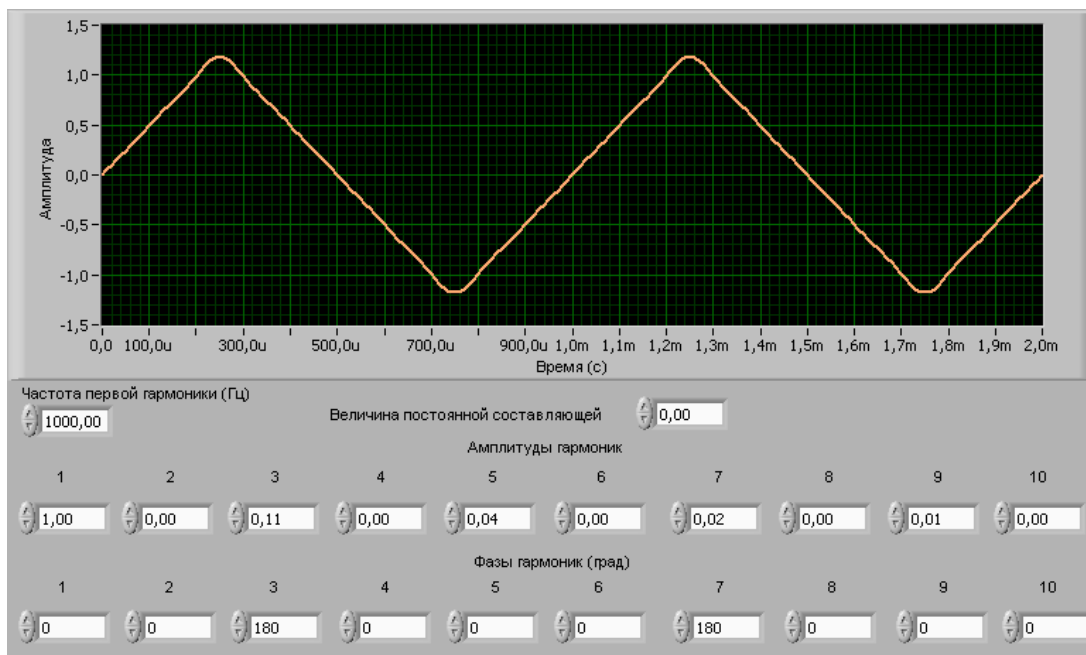 1,5-
1,0-
0,5-
0,0-
-0,5-
-1,0-
-1,5-
Амплитуда
0,0 100,0u 300,0u 500,0u 700,0u 900,0u 1,0m 1,1m 1,2m 1,3m 1,4m 1,5m 1,6m 1,7m 1,8m 1,9m 2,0m
Время (с)
Частота первой гармоники (Гц)
1000,00
Величина постоянной составляющей 0,00
Амплитуды гармоник
1 2 3 4 5 6 7 8 9 10
1,00 0,00 0,11 0,00 0,04 0,00 0,02 0,00 0,01 0,00
Фазы гармоник (град)
1 2 3 4 5 6 7 8 9 10
0 0 180 0 0 0 180 0 0 0